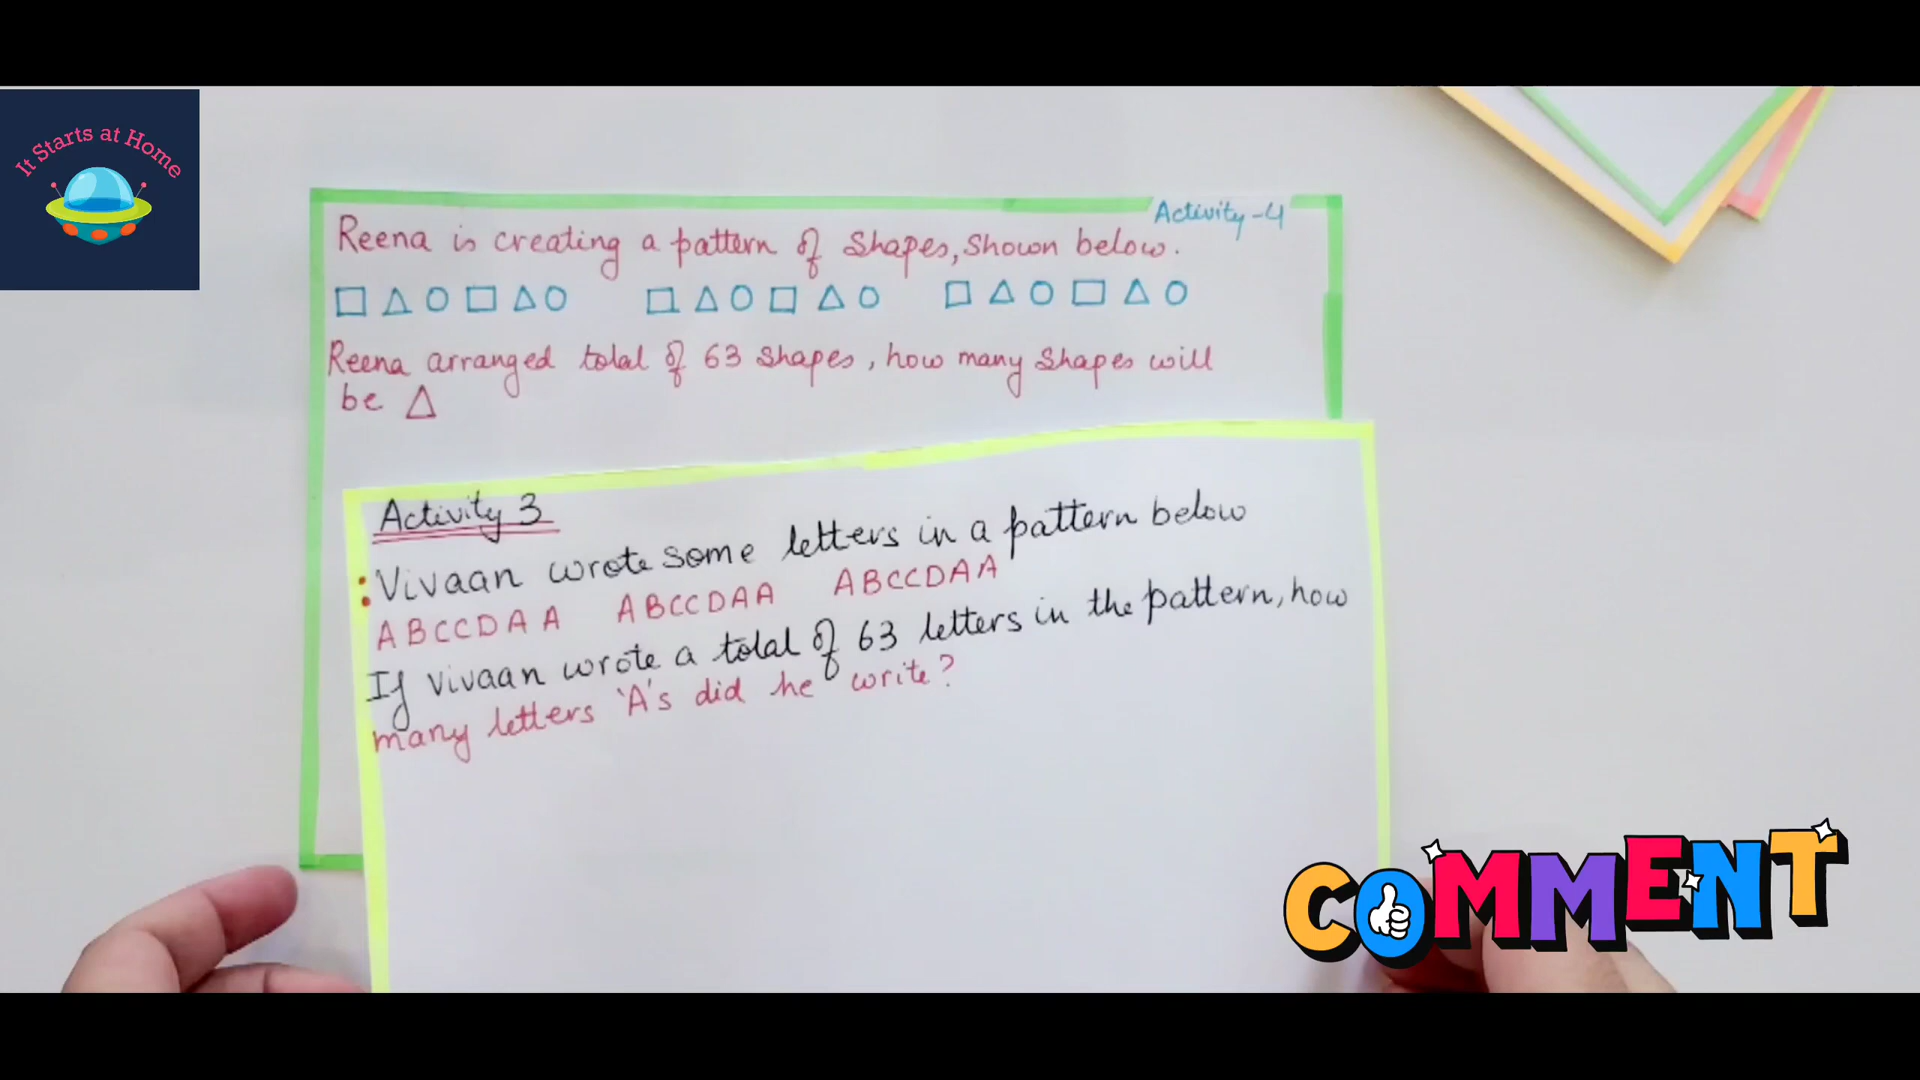 It Starts at Home
Activity-4
Reena is creating a pattern of Shapes, Shown below.
Reena arranged total of 63 shapes, how many Shapes will
be △
Activity 3
: Vivaan wrote some letters in a pattern below
ABCCDAA ABCCDAA ABCCDAA
If Vivaan wrote a total of 63 letters in the pattern, how
many letters 'A's did he write?
COMMENT